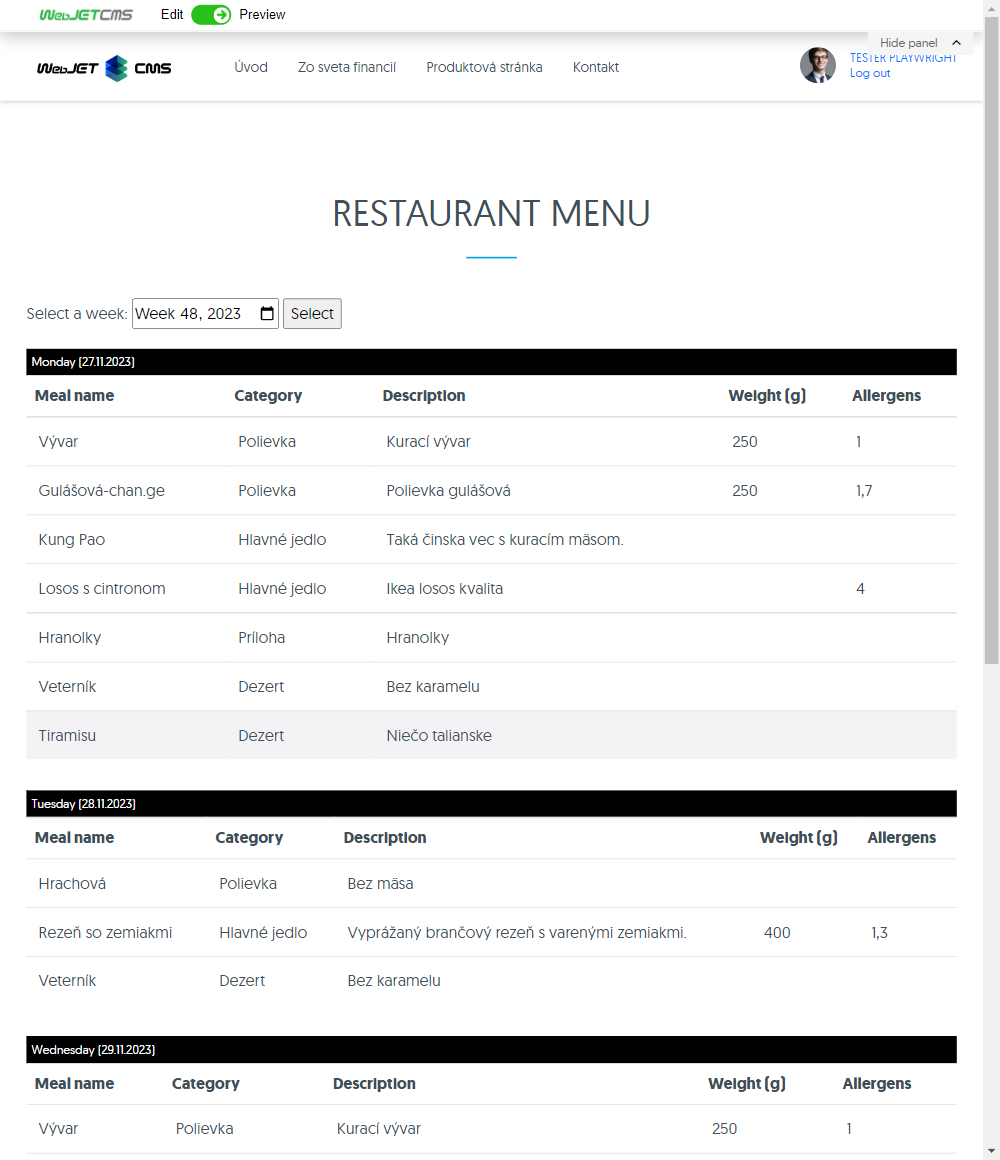 WebJETCMS Edit Preview
Hide panel
WebJET CMS Úvod Zo sveta financií Produktová stránka Kontakt TESTER PLAYWRIGHT
Log out
RESTAURANT MENU
Select a week: Week 48, 2023 Select
Monday (27.11.2023)
Meal name Category Description Weight (g) Allergens
Vývar Polievka Kurací vývar 250 1
Gulášová-chan.ge Polievka Polievka gulášová 250 1,7
Kung Pao Hlavné jedlo Taká činska vec s kuracím mäsom.
Losos s cintronom Hlavné jedlo Ikea losos kvalita 4
Hranolky Príloha Hranolky
Veterník Dezert Bez karamelu
Tiramisu Dezert Niečo talianske
Tuesday (28.11.2023)
Meal name Category Description Weight (g) Allergens
Hrachová Polievka Bez mäsa
Rezeň so zemiakmi Hlavné jedlo Vyprážaný brančový rezeň s varenými zemiakmi. 400 1,3
Veterník Dezert Bez karamelu
Wednesday (29.11.2023)
Meal name Category Description Weight (g) Allergens
Vývar Polievka Kurací vývar 250 1